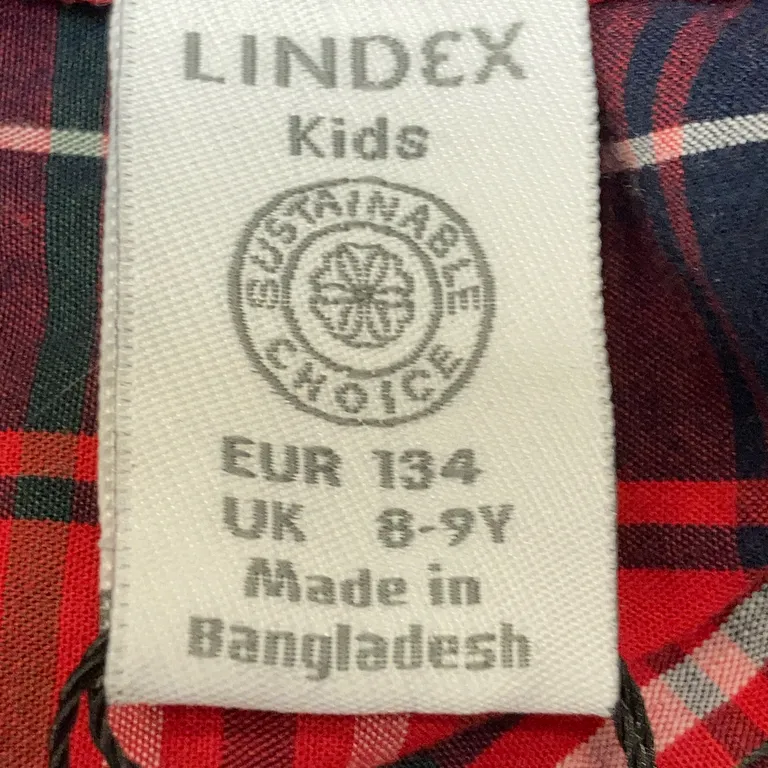 LINDEX
Kids
SUSTAINABLE
CHOICE
EUR 134
UK 8-9Y
Made in
Bangladesh